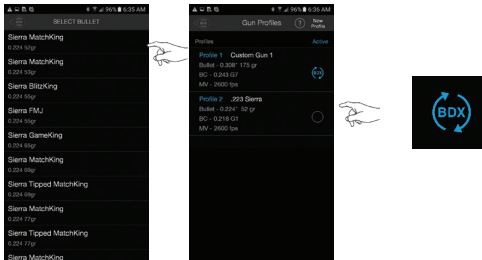 96% 6:35 AM
SELECT BULLET
Sierra MatchKing
0.224 52gr
Sierra MatchKing
0.224 53gr
Sierra BlitzKing
0.224 55gr
Sierra FMJ
0.224 55gr
Sierra GameKing
0.224 65gr
Sierra MatchKing
0.224 69gr
Sierra Tipped MatchKing
0.224 69gr
Sierra MatchKing
0.224 77gr
Sierra Tipped MatchKing
0.224 77gr
Sierra MatchKing
96% 6:36 AM
Gun Profiles ? New Profile
Profiles Active
Profile 1 Custom Gun 1
Bullet - 0.308" 175 gr
BC - 0.243 G7
MV - 2600 fps
BDX
Profile 2 .223 Sierra
Bullet - 0.224" 52 gr
BC - 0.218 G1
MV - 2600 fps
BDX